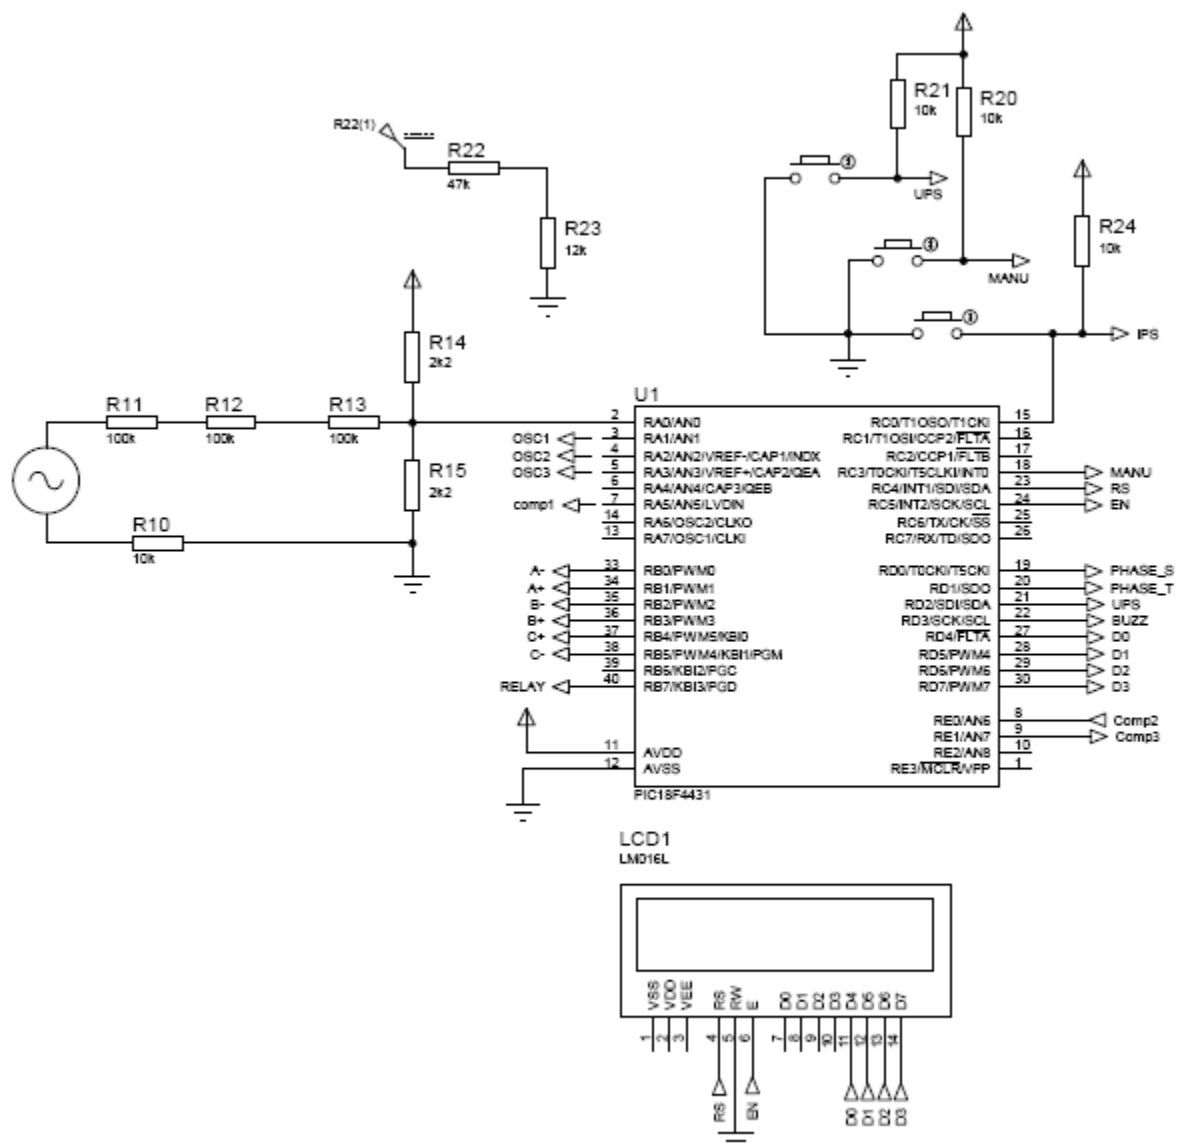 R21
10k
R20
10k
R22(1)
R22
47k
UPS
R23
12k
R24
10k
MANU
IPS
R14
2k2
R11
100k
R12
100k
R13
100k
R15
2k2
R10
10k
U1
2 RA0/AN0 RC0/T1OSO/T1CKI 15
OSC1 3 RA1/AN1 RC1/T1OSI/CCP2/FLTA 16
OSC2 4 RA2/AN2/VREF-/CAP1/INDX RC2/CCP1/FLTB 17
OSC3 5 RA3/AN3/VREF+/CAP2/QEA RC3/T0CKI/T5CLKI/INT0 18 MANU
6 RA4/AN4/CAP3/QEB RC4/INT1/SDI/SDA 23 RS
comp1 7 RA5/AN5/LVDIN RC5/INT2/SCK/SCL 24 EN
14 RA6/OSC2/CLKO RC6/TX/CK/SS 25
13 RA7/OSC1/CLKI RC7/RX/TD/SDO 26
A- 33 RB0/PWM0 RD0/T0CKI/T5CKI 19 PHASE_S
A+ 34 RB1/PWM1 RD1/SDO 20 PHASE_T
B- 35 RB2/PWM2 RD2/SDI/SDA 21 UPS
B+ 36 RB3/PWM3 RD3/SCK/SCL 22 BUZZ
C+ 37 RB4/PWM5/KBI0 RD4/FLTA 27 D0
C- 38 RB5/PWM4/KBI1/PGM RD5/PWM4 28 D1
39 RB6/KBI2/PGC RD6/PWM6 29 D2
RELAY 40 RB7/KBI3/PGD RD7/PWM7 30 D3
RE0/AN6 8 Comp2
RE1/AN7 9 Comp3
11 AVDD RE2/AN8 10
12 AVSS RE3/MCLR/VPP 1
PIC18F4431
LCD1
LM016L
VSS VDD VEE RS RW E D0 D1 D2 D3 D4 D5 D6 D7
1 2 3 4 5 6 7 8 9 10 11 12 13 14
RS EN D0 D1 D2 D3